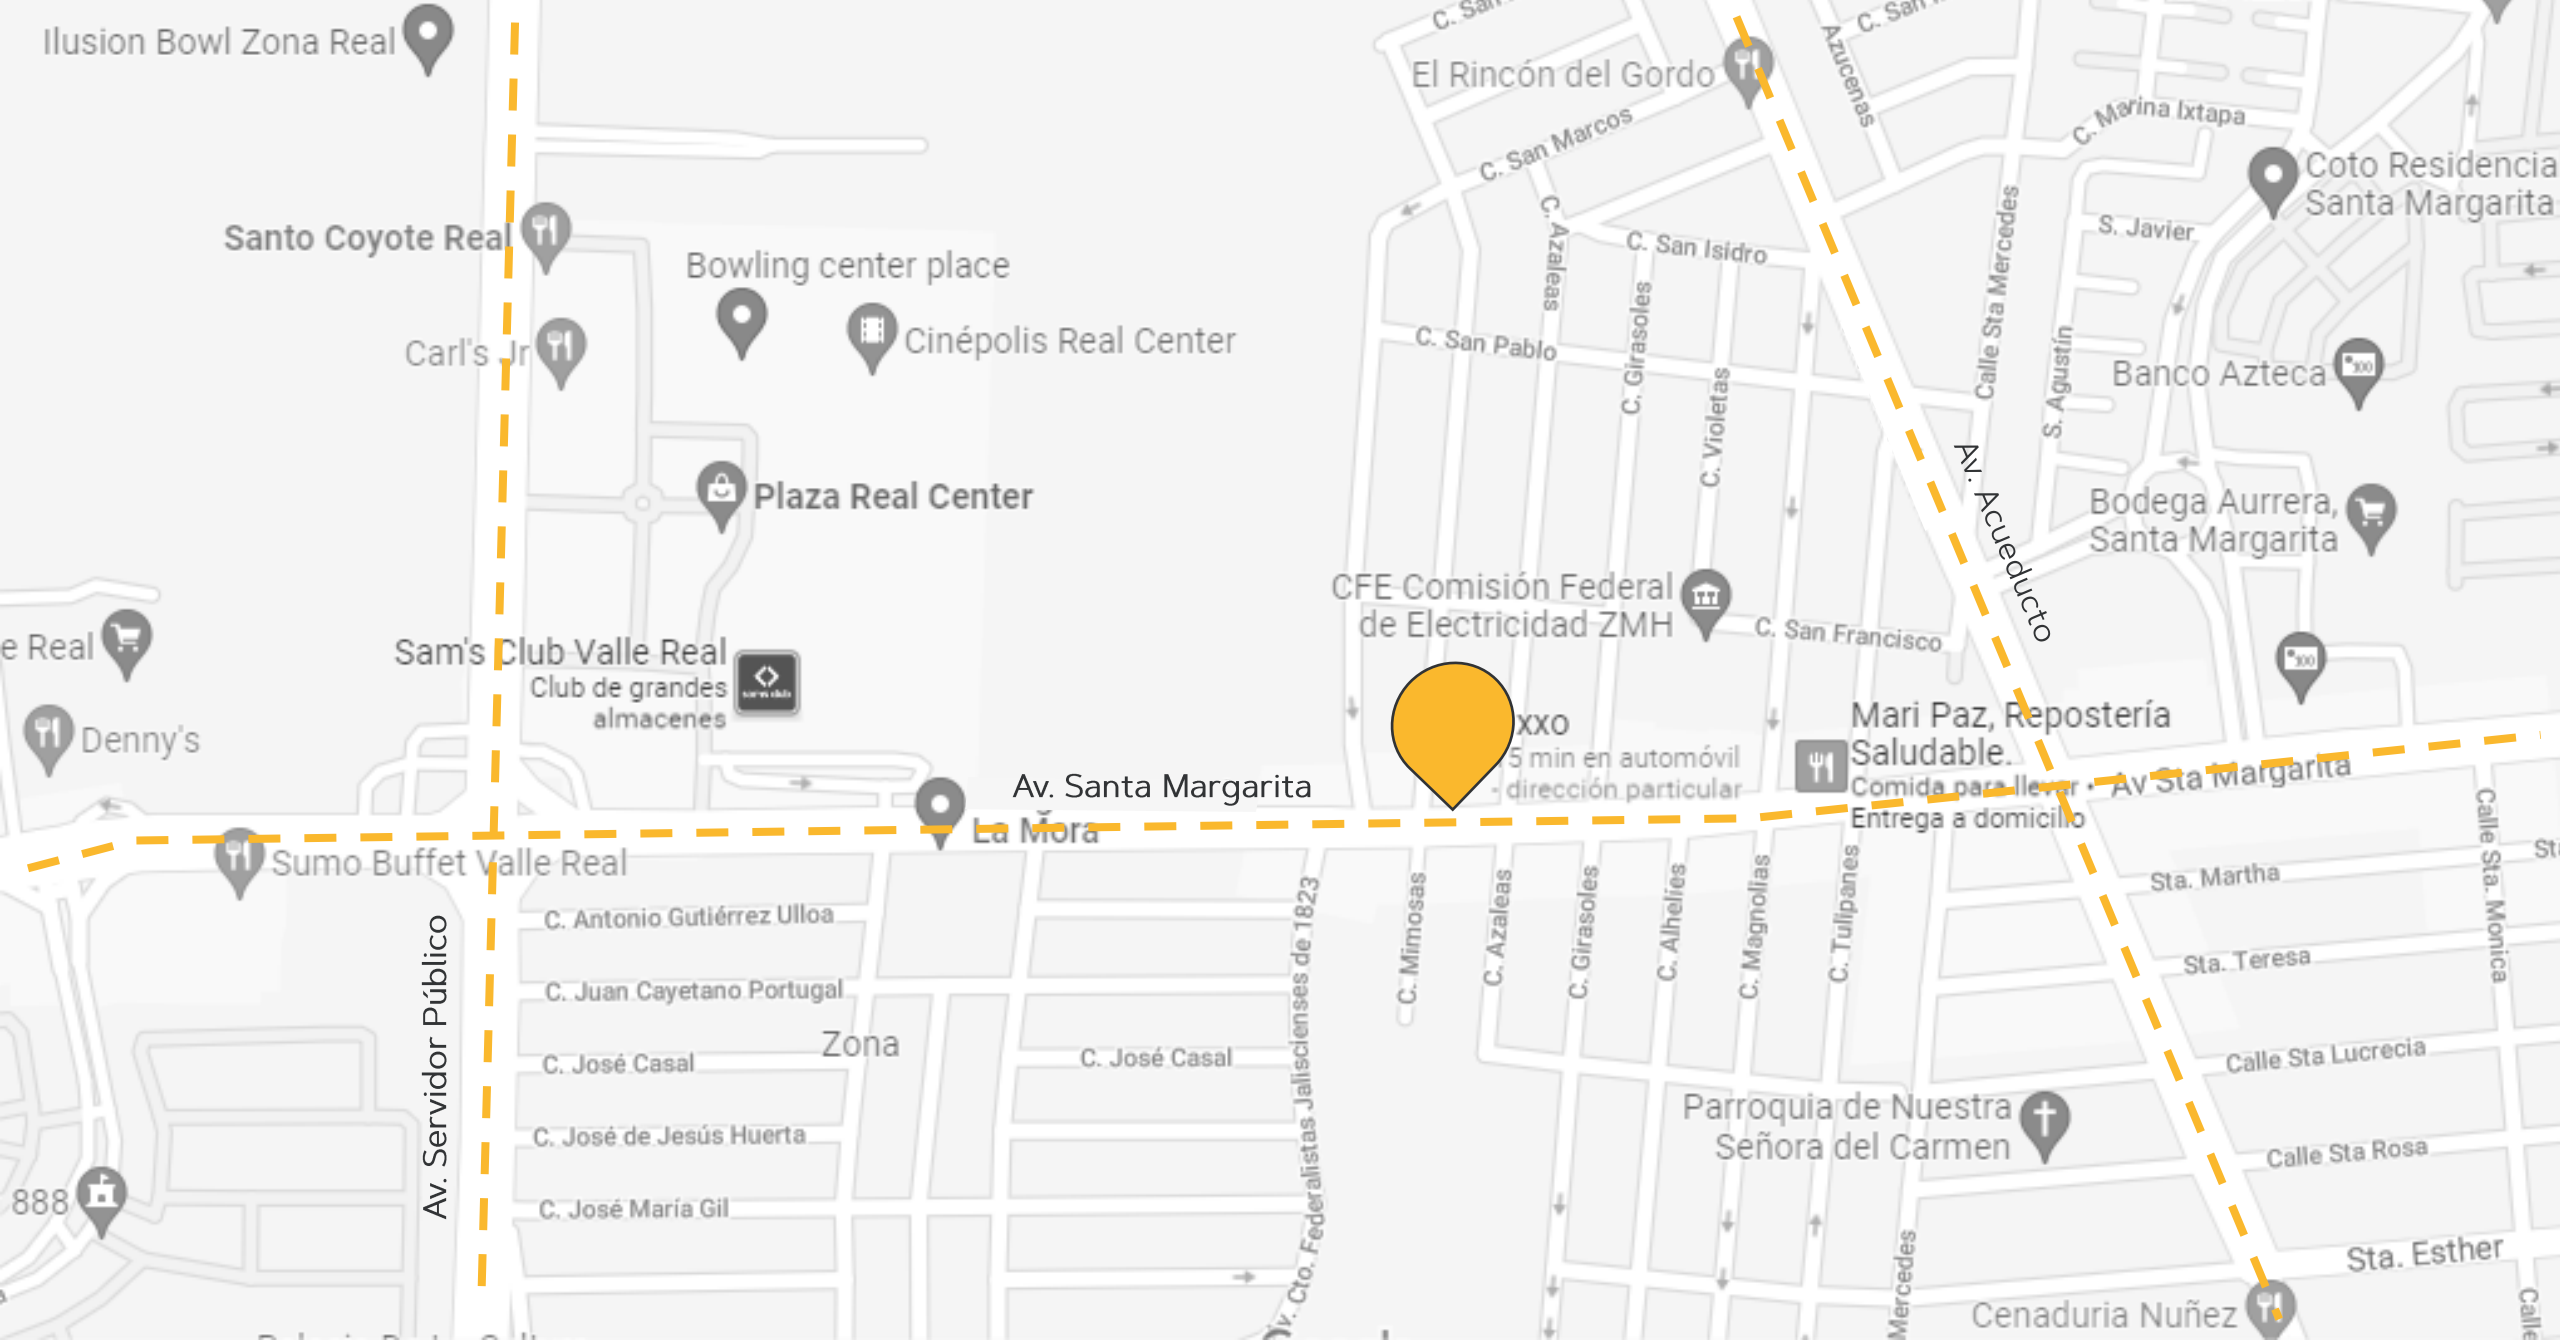 Ilusion Bowl Zona Real
C. San
C. San
Azucenas
El Rincón del Gordo
C. San Marcos
C. Marina Ixtapa
Coto Residencia
Santa Margarita
Santo Coyote Real
Bowling center place
C. Azaleas
C. San Isidro
Calle Sta Mercedes
S. Javier
Carl's Jr
Cinépolis Real Center
C. San Pablo
C. Girasoles
C. Violetas
S. Agustín
Banco Azteca
Plaza Real Center
Av. Acueducto
Bodega Aurrera,
Santa Margarita
CFE Comisión Federal
de Electricidad ZMH
C. San Francisco
e Real
Sam's Club Valle Real
Club de grandes
almacenes
sam's club
Denny's
xxo
5 min en automóvil
- dirección particular
Mari Paz, Repostería
Saludable.
Comida para llevar •
Entrega a domicilio
Av. Santa Margarita
Av Sta Margarita
La Mora
Sumo Buffet Valle Real
Av. Servidor Público
C. Antonio Gutiérrez Ulloa
C. Juan Cayetano Portugal
Zona
C. José Casal
C. José Casal
C. José de Jesús Huerta
C. José María Gil
v. Cto. Federalistas Jaliscienses de 1823
C. Mimosas
C. Azaleas
C. Girasoles
C. Alhelíes
C. Magnolias
C. Tulipanes
Calle Sta. Monica
Sta. Martha
St
Sta. Teresa
Calle Sta Lucrecia
Parroquia de Nuestra
Señora del Carmen
Calle Sta Rosa
888
Mercedes
Sta. Esther
Cenaduria Nuñez
Calle